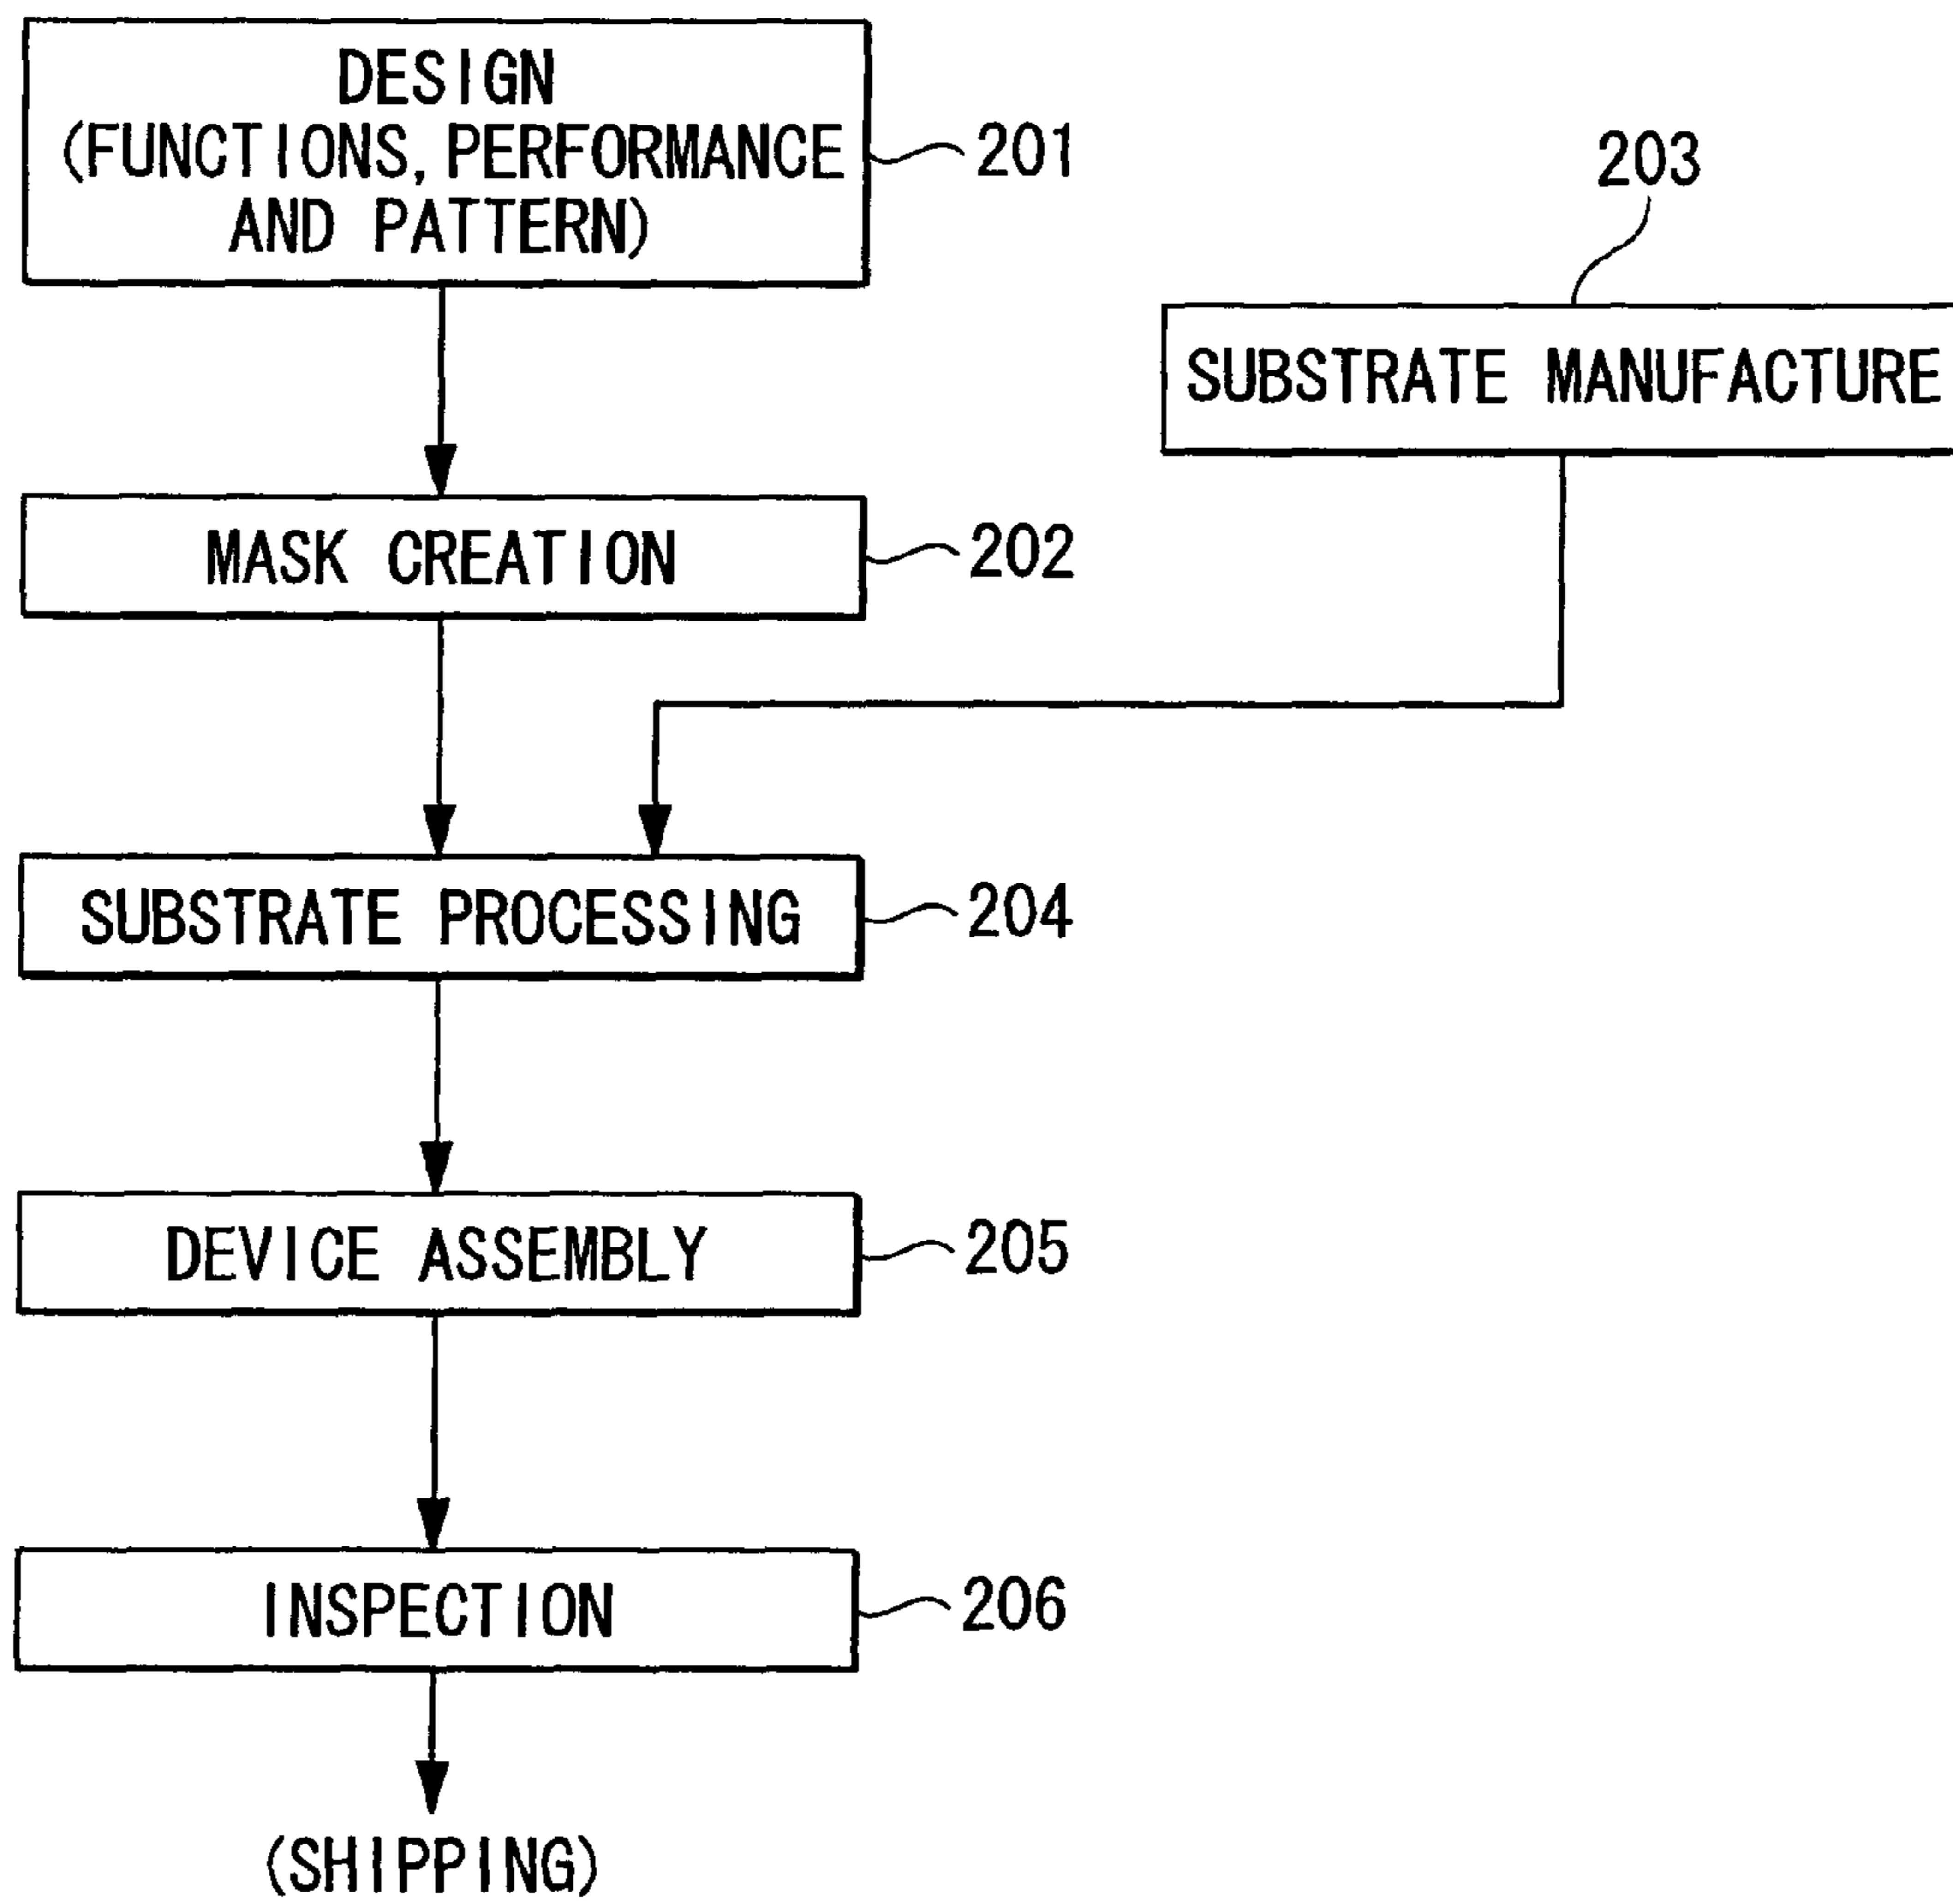 DESIGN
(FUNCTIONS, PERFORMANCE
AND PATTERN)
201
203
SUBSTRATE MANUFACTURE
MASK CREATION
202
SUBSTRATE PROCESSING
204
DEVICE ASSEMBLY
205
INSPECTION
206
(SHIPPING)